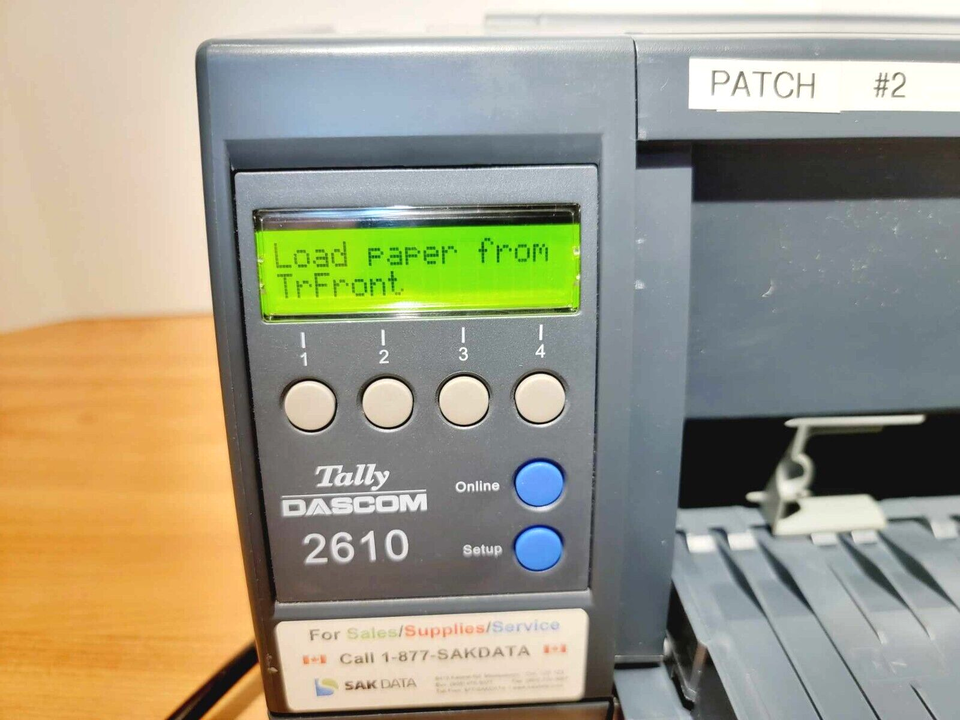 PATCH #2
Load paper from
TrFront
1 2 3 4
Tally
DASCOM
2610
Online
Setup
For Sales/Supplies/Service
Call 1-877-SAKDATA
SAK DATA